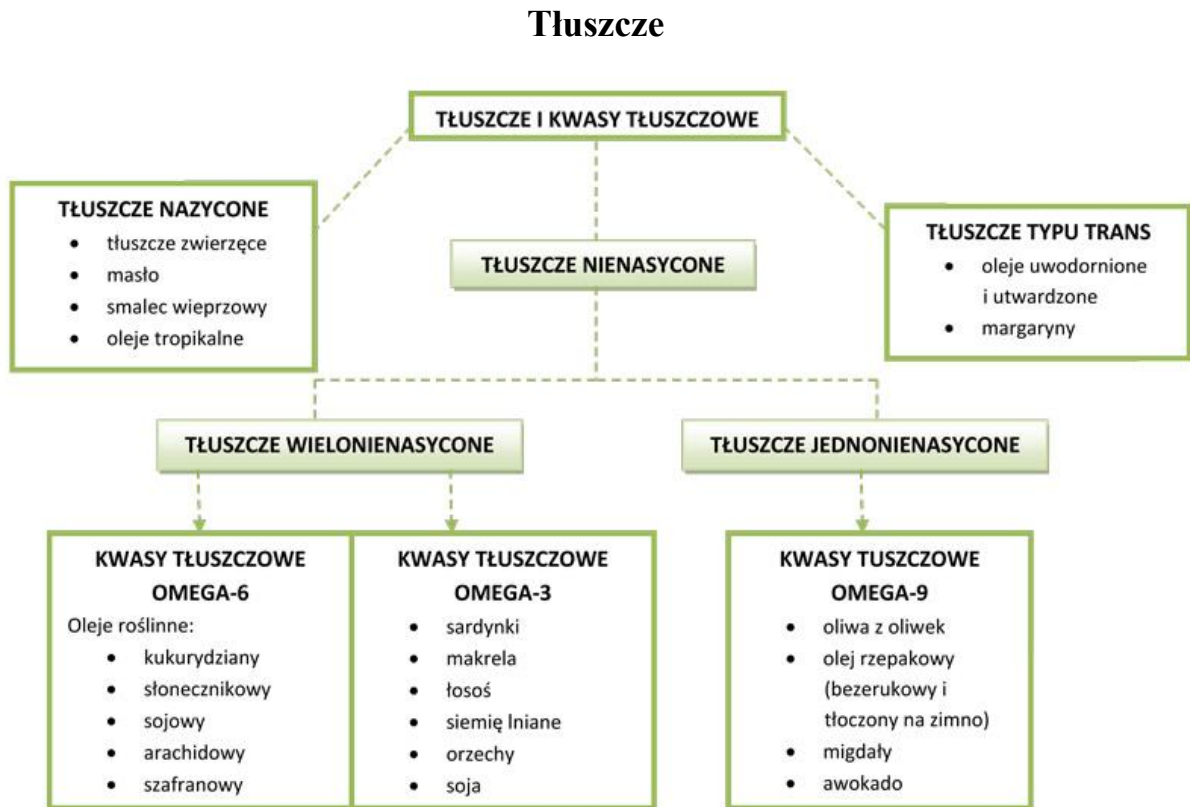 Tłuszcze
TŁUSZCZE I KWASY TŁUSZCZOWE
TŁUSZCZE NAZYCONE
• tłuszcze zwierzęce
• masło
• smalec wieprzowy
• oleje tropikalne
TŁUSZCZE NIENASYCONE
TŁUSZCZE TYPU TRANS
• oleje uwodornione
i utwardzone
• margaryny
TŁUSZCZE WIELONIENASYCONE
TŁUSZCZE JEDNONIENASYCONE
KWASY TŁUSZCZOWE
OMEGA-6
Oleje roślinne:
• kukurydziany
• słonecznikowy
• sojowy
• arachidowy
• szafranowy
KWASY TŁUSZCZOWE
OMEGA-3
• sardynki
• makrela
• łosoś
• siemię lniane
• orzechy
• soja
KWASY TUSZCZOWE
OMEGA-9
• oliwa z oliwek
• olej rzepakowy
(bezerukowy i
tłoczony na zimno)
• migdały
• awokado